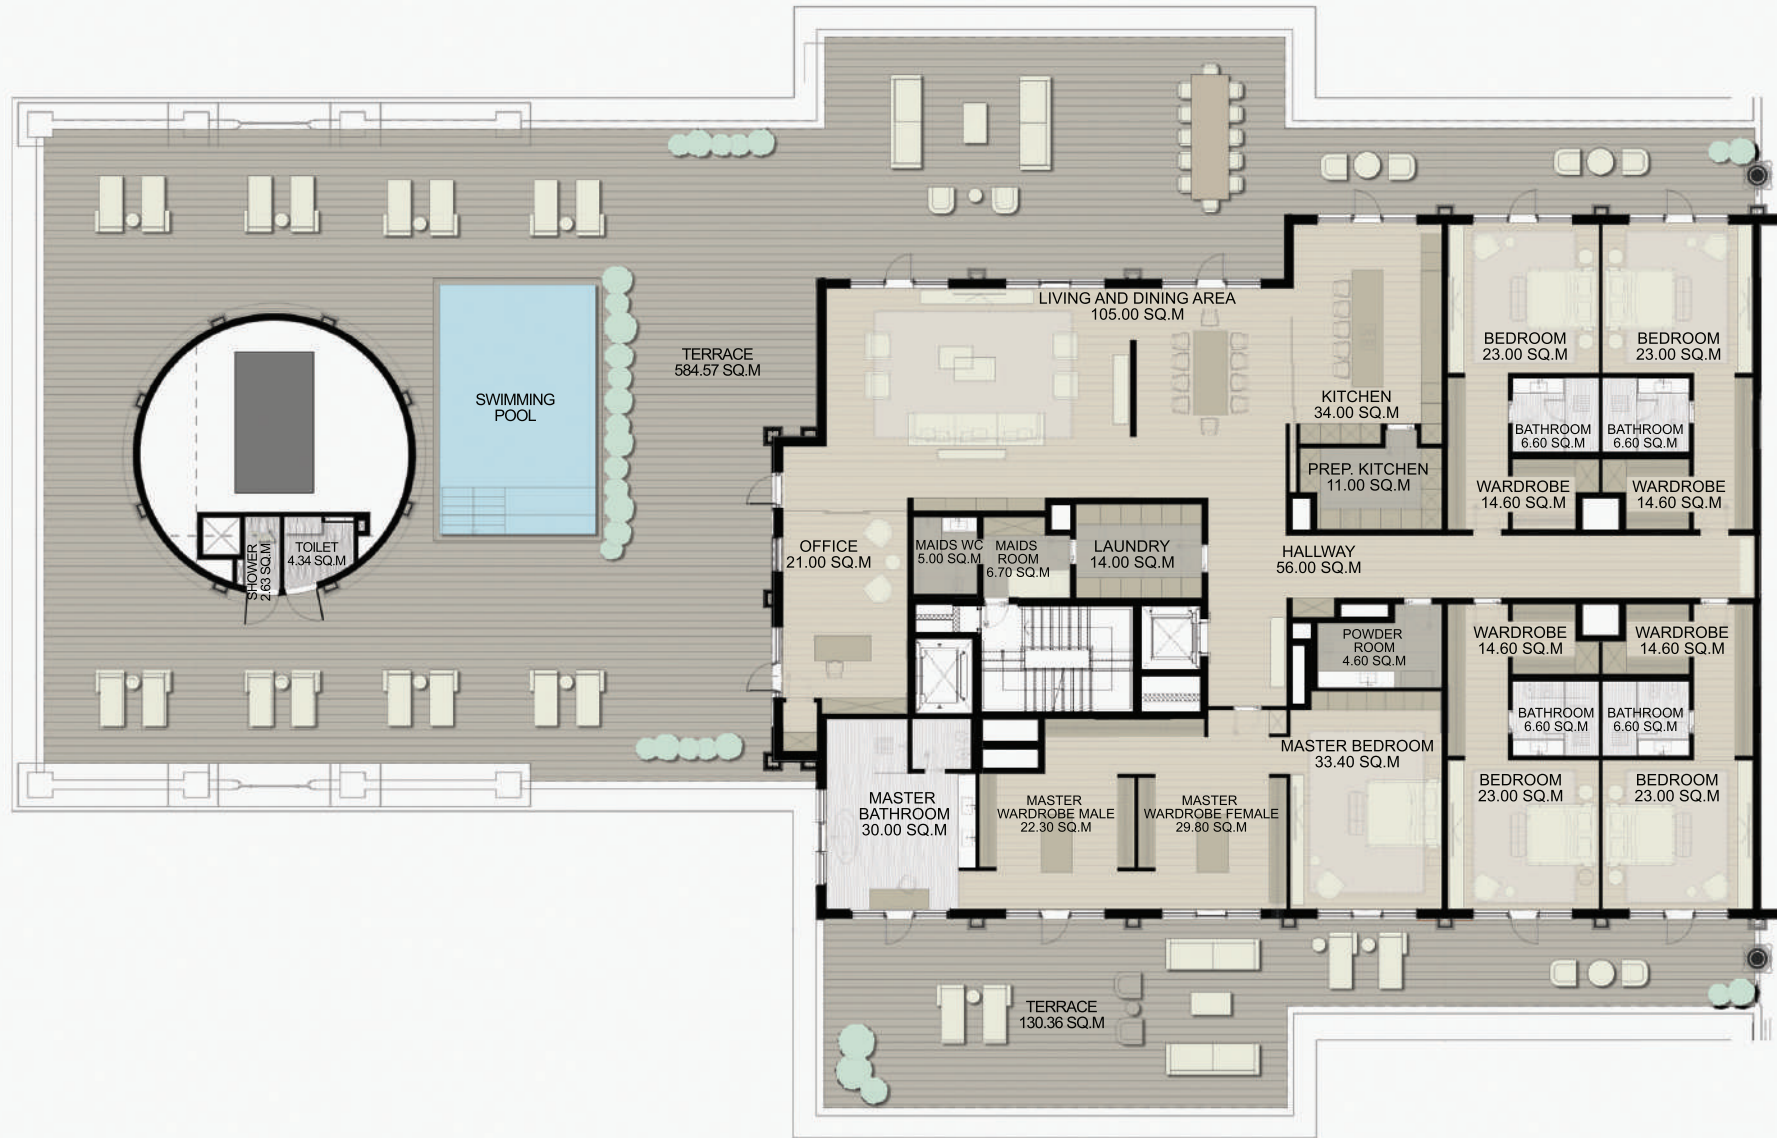 LIVING AND DINING AREA
105.00 SQ.M
TERRACE
584.57 SQ.M
SWIMMING
POOL
BEDROOM
23.00 SQ.M
BEDROOM
23.00 SQ.M
KITCHEN
34.00 SQ.M
BATHROOM
6.60 SQ.M
BATHROOM
6.60 SQ.M
PREP. KITCHEN
11.00 SQ.M
WARDROBE
14.60 SQ.M
WARDROBE
14.60 SQ.M
SHOWER
2.63 SQ.M
TOILET
4.34 SQ.M
OFFICE
21.00 SQ.M
MAIDS WC
5.00 SQ.M
MAIDS
ROOM
6.70 SQ.M
LAUNDRY
14.00 SQ.M
HALLWAY
56.00 SQ.M
POWDER
ROOM
4.60 SQ.M
WARDROBE
14.60 SQ.M
WARDROBE
14.60 SQ.M
BATHROOM
6.60 SQ.M
BATHROOM
6.60 SQ.M
MASTER BEDROOM
33.40 SQ.M
BEDROOM
23.00 SQ.M
BEDROOM
23.00 SQ.M
MASTER
BATHROOM
30.00 SQ.M
MASTER
WARDROBE MALE
22.30 SQ.M
MASTER
WARDROBE FEMALE
29.80 SQ.M
TERRACE
130.36 SQ.M